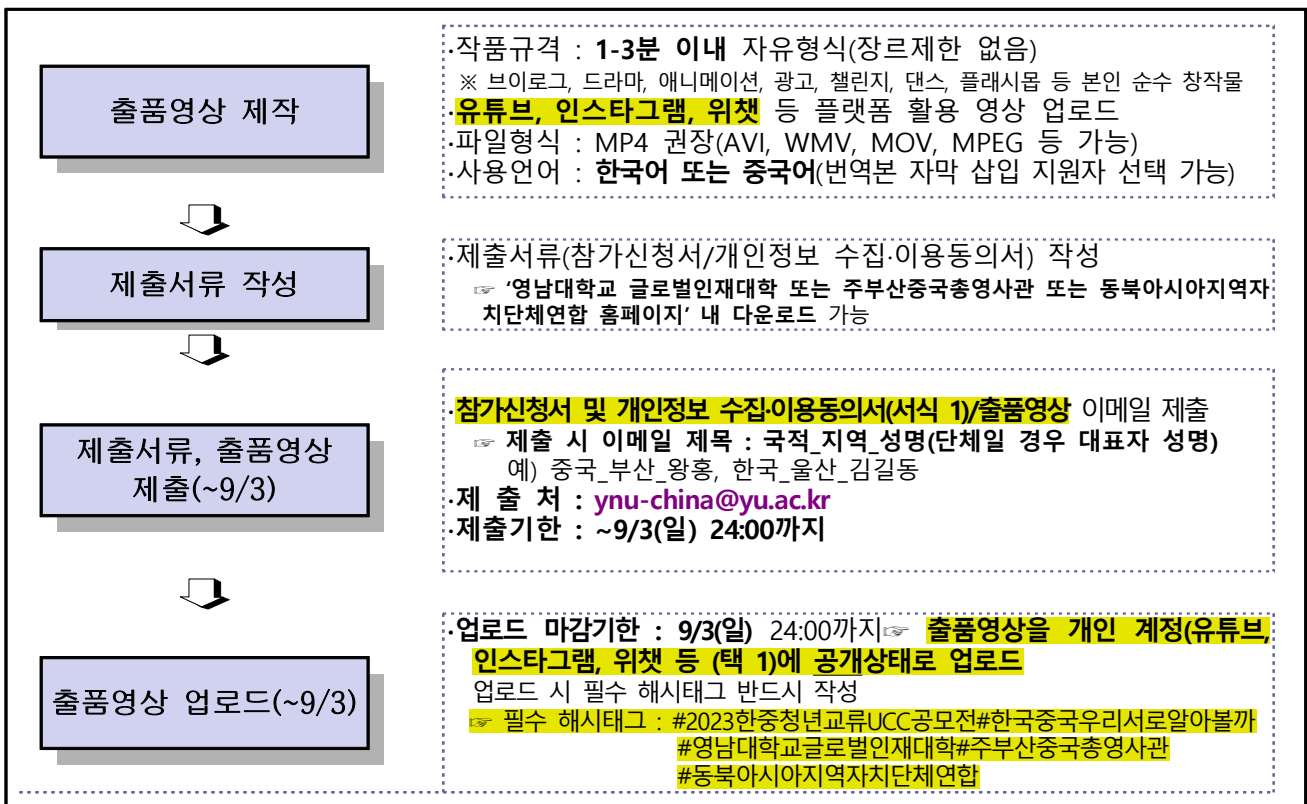 출품영상 제작
·작품규격 : 1-3분 이내 자유형식(장르제한 없음)
※ 브이로그, 드라마, 애니메이션, 광고, 챌린지, 댄스, 플래시몹 등 본인 순수 창작물
·유튜브, 인스타그램, 위챗 등 플랫폼 활용 영상 업로드
·파일형식 : MP4 권장(AVI, WMV, MOV, MPEG 등 가능)
·사용언어 : 한국어 또는 중국어(번역본 자막 삽입 지원자 선택 가능)
제출서류 작성
·제출서류(참가신청서/개인정보 수집·이용동의서) 작성
☞ ‘영남대학교 글로벌인재대학 또는 주부산중국총영사관 또는 동북아시아지역자
치단체연합 홈페이지’ 내 다운로드 가능
제출서류, 출품영상
제출(~9/3)
·참가신청서 및 개인정보 수집·이용동의서(서식 1)/출품영상 이메일 제출
☞ 제출 시 이메일 제목 : 국적_지역_성명(단체일 경우 대표자 성명)
예) 중국_부산_왕홍, 한국_울산_김길동
·제 출 처 : ynu-china@yu.ac.kr
·제출기한 : ~9/3(일) 24:00까지
출품영상 업로드(~9/3)
·업로드 마감기한 : 9/3(일) 24:00까지☞ 출품영상을 개인 계정(유튜브,
인스타그램, 위챗 등 (택 1)에 공개상태로 업로드
업로드 시 필수 해시태그 반드시 작성
☞ 필수 해시태그 : #2023한중청년교류UCC공모전#한국중국우리서로알아볼까
#영남대학교글로벌인재대학#주부산중국총영사관
#동북아시아지역자치단체연합